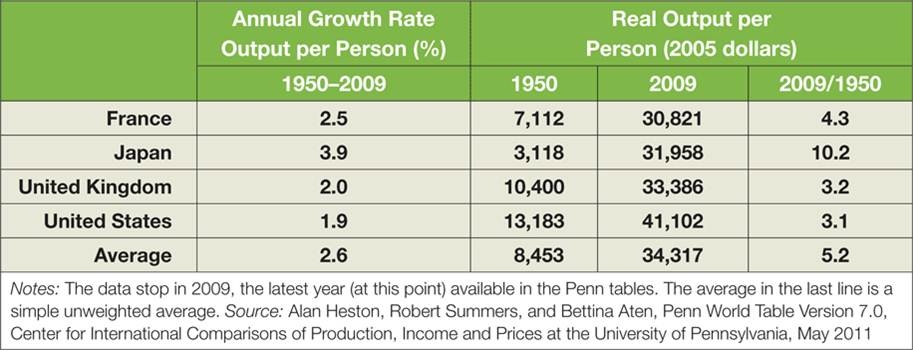 Annual Growth Rate
Output per Person (%)
Real Output per
Person (2005 dollars)
1950–2009 1950 2009 2009/1950
France 2.5 7,112 30,821 4.3
Japan 3.9 3,118 31,958 10.2
United Kingdom 2.0 10,400 33,386 3.2
United States 1.9 13,183 41,102 3.1
Average 2.6 8,453 34,317 5.2
Notes: The data stop in 2009, the latest year (at this point) available in the Penn tables. The average in the last line is a
simple unweighted average. Source: Alan Heston, Robert Summers, and Bettina Aten, Penn World Table Version 7.0,
Center for International Comparisons of Production, Income and Prices at the University of Pennsylvania, May 2011